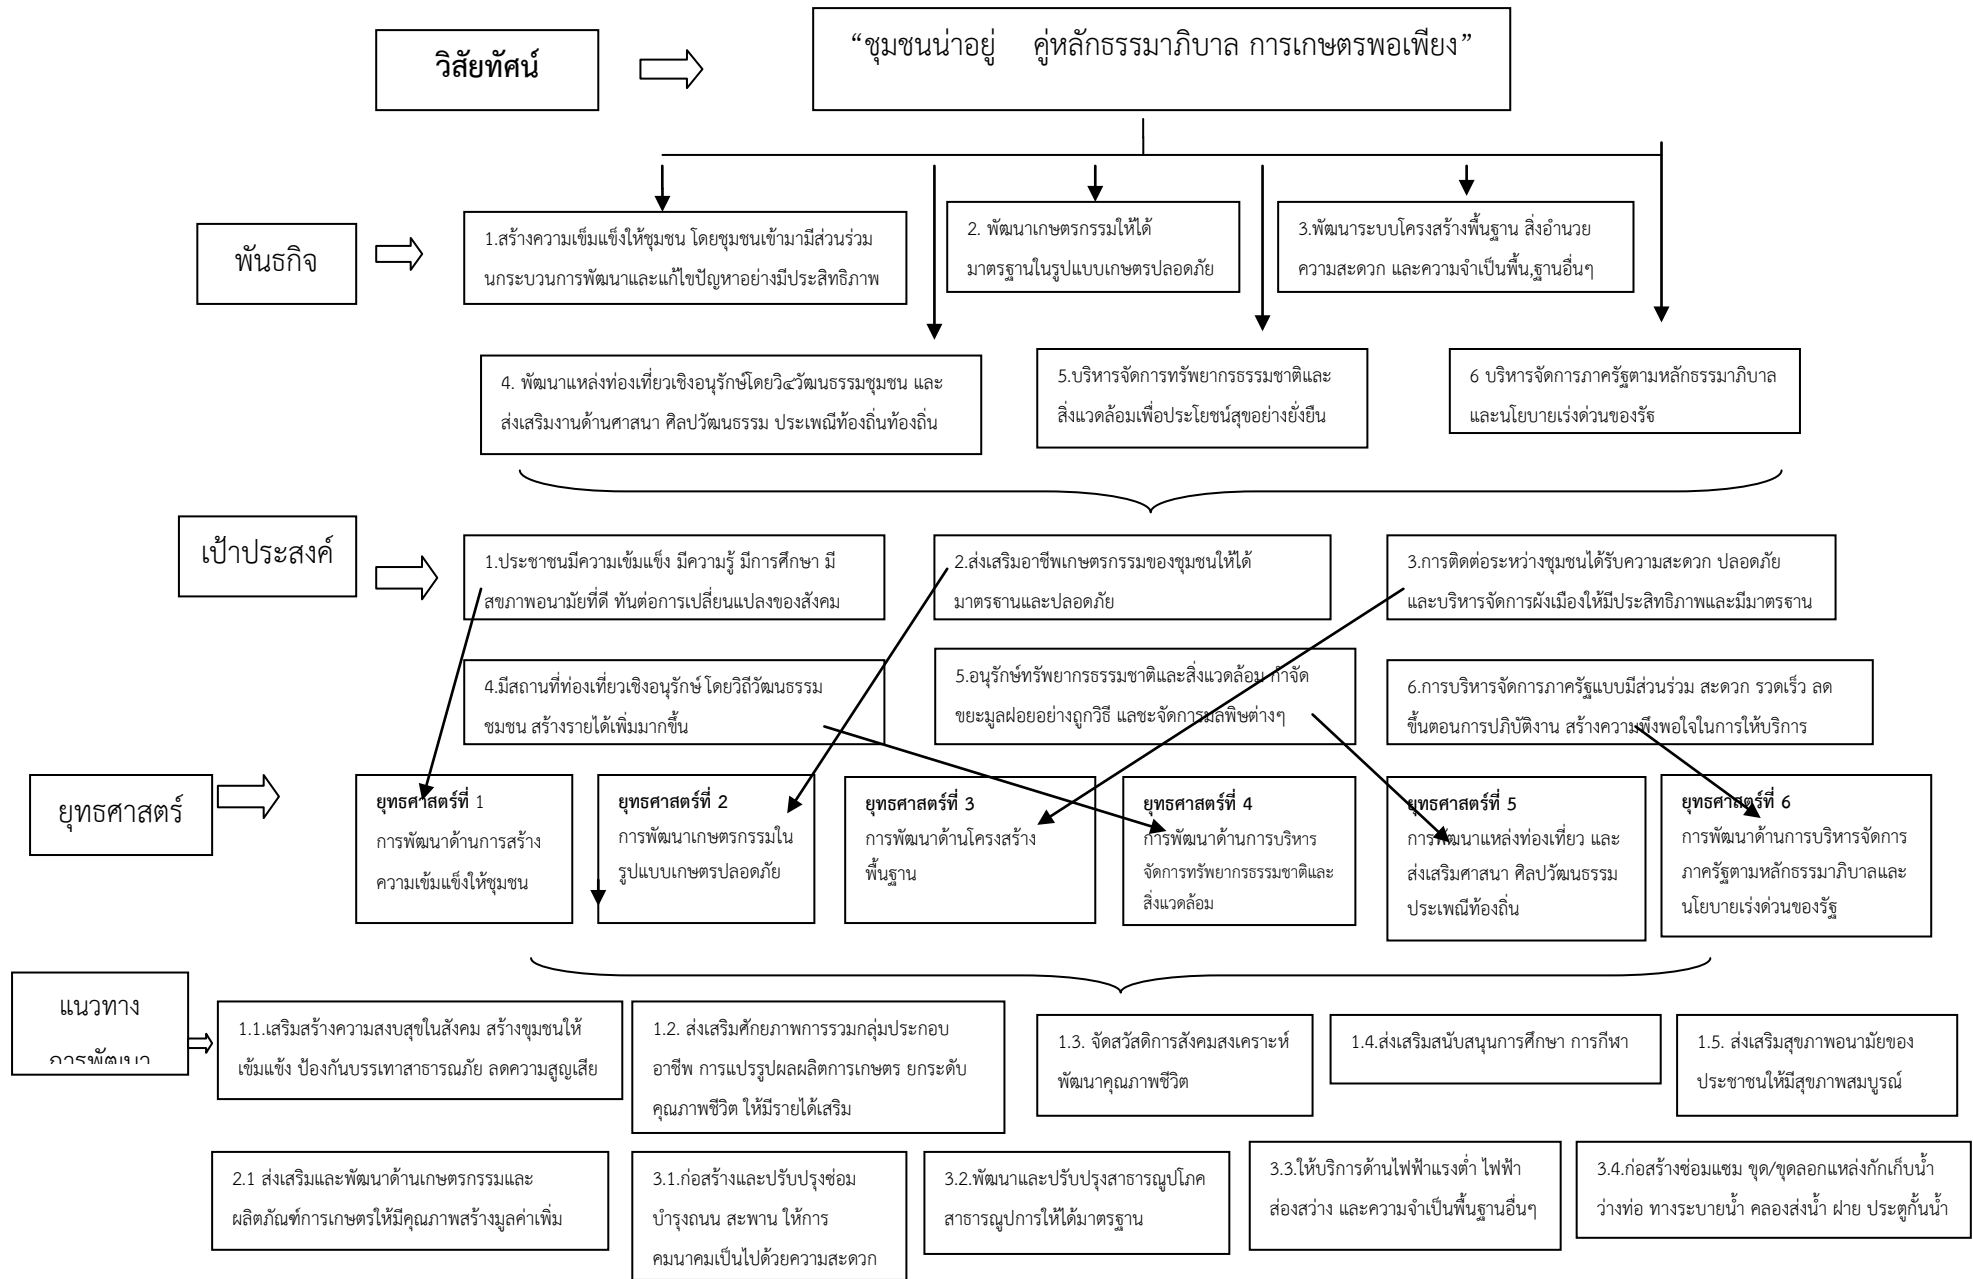 วิสัยทัศน์
“ชุมชนน่าอยู่ คู่หลักธรรมาภิบาล การเกษตรพอเพียง”
พันธกิจ
1.สร้างความเข็มแข็งให้ชุมชน โดยชุมชนเข้ามามีส่วนร่วม
นกระบวนการพัฒนาและแก้ไขปัญหาอย่างมีประสิทธิภาพ
2. พัฒนาเกษตรกรรมให้ได้
มาตรฐานในรูปแบบเกษตรปลอดภัย
3.พัฒนาระบบโครงสร้างพื้นฐาน สิ่งอำนวย
ความสะดวก และความจำเป็นพื้น,ฐานอื่นๆ
4. พัฒนาแหล่งท่องเที่ยวเชิงอนุรักษ์โดยวิ๔วัฒนธรรมชุมชน และ
ส่งเสริมงานด้านศาสนา ศิลปวัฒนธรรม ประเพณีท้องถิ่นท้องถิ่น
5.บริหารจัดการทรัพยากรธรรมชาติและ
สิ่งแวดล้อมเพื่อประโยชน์สุขอย่างยั่งยืน
6 บริหารจัดการภาครัฐตามหลักธรรมาภิบาล
และนโยบายเร่งด่วนของรัฐ
เป้าประสงค์
1.ประชาชนมีความเข้มแข็ง มีความรู้ มีการศึกษา มี
สขภาพอนามัยที่ดี ทันต่อการเปลี่ยนแปลงของสังคม
2.ส่งเสริมอาชีพเกษตรกรรมของชุมชนให้ได้
มาตรฐานและปลอดภัย
3.การติดต่อระหว่างชุมชนได้รับความสะดวก ปลอดภัย
และบริหารจัดการผังเมืองให้มีประสิทธิภาพและมีมาตรฐาน
4.มีสถานที่ท่องเที่ยวเชิงอนุรักษ์ โดยวิถีวัฒนธรรม
ชุมชน สร้างรายได้เพิ่มมากขึ้น
5.อนุรักษ์ทรัพยากรธรรมชาติและสิ่งแวดล้อม กำจัด
ขยะมูลฝอยอย่างถูกวิธี แลชะจัดการมลพิษต่างๆ
6.การบริหารจัดการภาครัฐแบบมีส่วนร่วม สะดวก รวดเร็ว ลด
ขึ้นตอนการปฏิบัติงาน สร้างความพึงพอใจในการให้บริการ
ยุทธศาสตร์
ยุทธศาสตร์ที่ 1
การพัฒนาด้านการสร้าง
ความเข้มแข็งให้ชุมชน
ยุทธศาสตร์ที่ 2
การพัฒนาเกษตรกรรมใน
รูปแบบเกษตรปลอดภัย
ยุทธศาสตร์ที่ 3
การพัฒนาด้านโครงสร้าง
พื้นฐาน
ยุทธศาสตร์ที่ 4
การพัฒนาด้านการบริหาร
จัดการทรัพยากรธรรมชาติและ
สิ่งแวดล้อม
ยุทธศาสตร์ที่ 5
การพัฒนาแหล่งท่องเที่ยว และ
ส่งเสริมศาสนา ศิลปวัฒนธรรม
ประเพณีท้องถิ่น
ยุทธศาสตร์ที่ 6
การพัฒนาด้านการบริหารจัดการ
ภาครัฐตามหลักธรรมาภิบาลและ
นโยบายเร่งด่วนของรัฐ
แนวทาง
การพัฒนา
1.1.เสริมสร้างความสงบสุขในสังคม สร้างขุมชนให้
เข้มแข้ง ป้องกันบรรเทาสาธารณภัย ลดความสูญเสีย
1.2. ส่งเสริมศักยภาพการรวมกลุ่มประกอบ
อาชีพ การแปรรูปผลผลิตการเกษตร ยกระดับ
คุณภาพชีวิต ให้มีรายได้เสริม
1.3. จัดสวัสดิการสังคมสงเคราะห์
พัฒนาคุณภาพชีวิต
1.4.ส่งเสริมสนับสนุนการศึกษา การกีฬา
1.5. ส่งเสริมสุขภาพอนามัยของ
ประชาชนให้มีสุขภาพสมบูรณ์
2.1 ส่งเสริมและพัฒนาด้านเกษตรกรรมและ
ผลิตภัณฑ์การเกษตรให้มีคุณภาพสร้างมูลค่าเพิ่ม
3.1.ก่อสร้างและปรับปรุงซ่อม
บำรุงถนน สะพาน ให้การ
คมนาคมเป็นไปด้วยความสะดวก
3.2.พัฒนาและปรับปรุงสาธารณูปโภค
สาธารณูปการให้ได้มาตรฐาน
3.3.ให้บริการด้านไฟฟ้าแรงต่ำ ไฟฟ้า
ส่องสว่าง และความจำเป็นพื้นฐานอื่นๆ
3.4.ก่อสร้างซ่อมแซม ขุด/ขุดลอกแหล่งกักเก็บน้ำ
ว่างท่อ ทางระบายน้ำ คลองส่งน้ำ ฝาย ประตูกั้นน้ำ